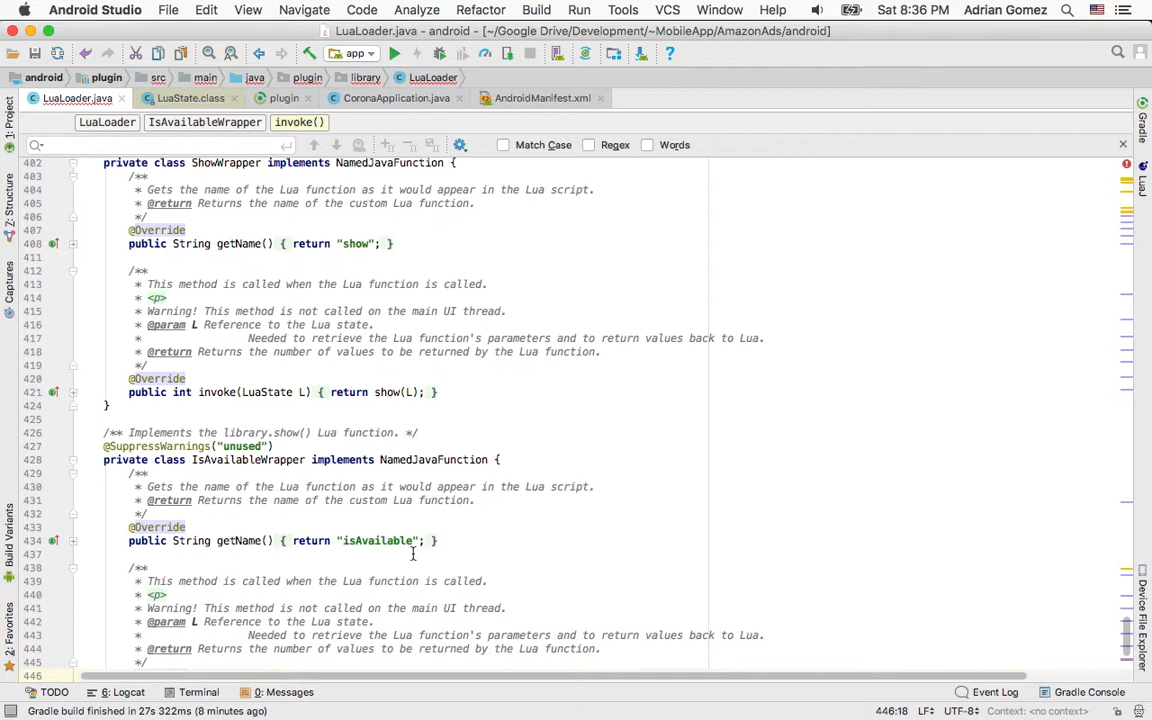 Android Studio File Edit View Navigate Code Analyze Refactor Build Run Tools VCS Window Help Sat 8:36 PM Adrian Gomez
LuaLoader.java - android - [~/Google Drive/Development/~MobileApp/AmazonAds/android]
app
android plugin src main java plugin library LuaLoader
LuaLoader.java LuaState.class plugin CoronaApplication.java AndroidManifest.xml
LuaLoader IsAvailableWrapper invoke()
Match Case Regex Words
402 private class ShowWrapper implements NamedJavaFunction {
403 /**
404 * Gets the name of the Lua function as it would appear in the Lua script.
405 * @return Returns the name of the custom Lua function.
406 */
407 @Override
408 public String getName() { return "show"; }
411
412 /**
413 * This method is called when the Lua function is called.
414 * <p>
415 * Warning! This method is not called on the main UI thread.
416 * @param L Reference to the Lua state.
417 * Needed to retrieve the Lua function's parameters and to return values back to Lua.
418 * @return Returns the number of values to be returned by the Lua function.
419 */
420 @Override
421 public int invoke(LuaState L) { return show(L); }
424 }
425
426 /** Implements the library.show() Lua function. */
427 @SuppressWarnings("unused")
428 private class IsAvailableWrapper implements NamedJavaFunction {
429 /**
430 * Gets the name of the Lua function as it would appear in the Lua script.
431 * @return Returns the name of the custom Lua function.
432 */
433 @Override
434 public String getName() { return "isAvailable"; }
437
438 /**
439 * This method is called when the Lua function is called.
440 * <p>
441 * Warning! This method is not called on the main UI thread.
442 * @param L Reference to the Lua state.
443 * Needed to retrieve the Lua function's parameters and to return values back to Lua.
444 * @return Returns the number of values to be returned by the Lua function.
445 */
446
1: Project
7: Structure
Captures
Build Variants
2: Favorites
Gradle
LuaJ
Device File Explorer
TODO 6: Logcat Terminal 0: Messages Event Log Gradle Console
Gradle build finished in 27s 322ms (8 minutes ago) 446:18 LF÷ UTF-8÷ Context: <no context>